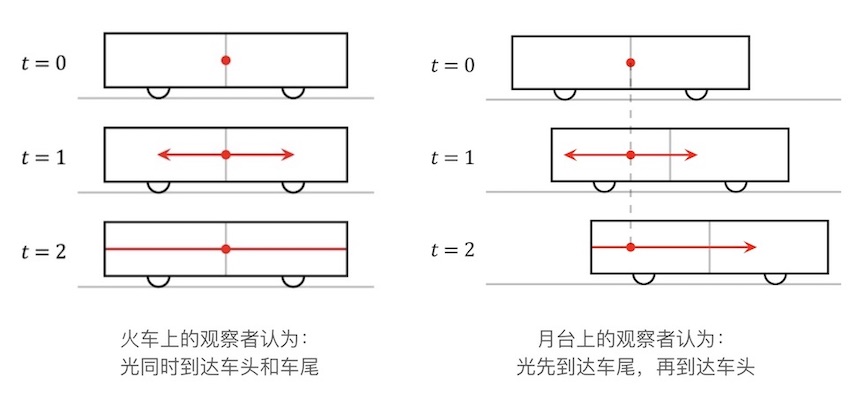 t = 0
t = 1
t = 2
火车上的观察者认为：
光同时到达车头和车尾
t = 0
t = 1
t = 2
月台上的观察者认为：
光先到达车尾，再到达车头